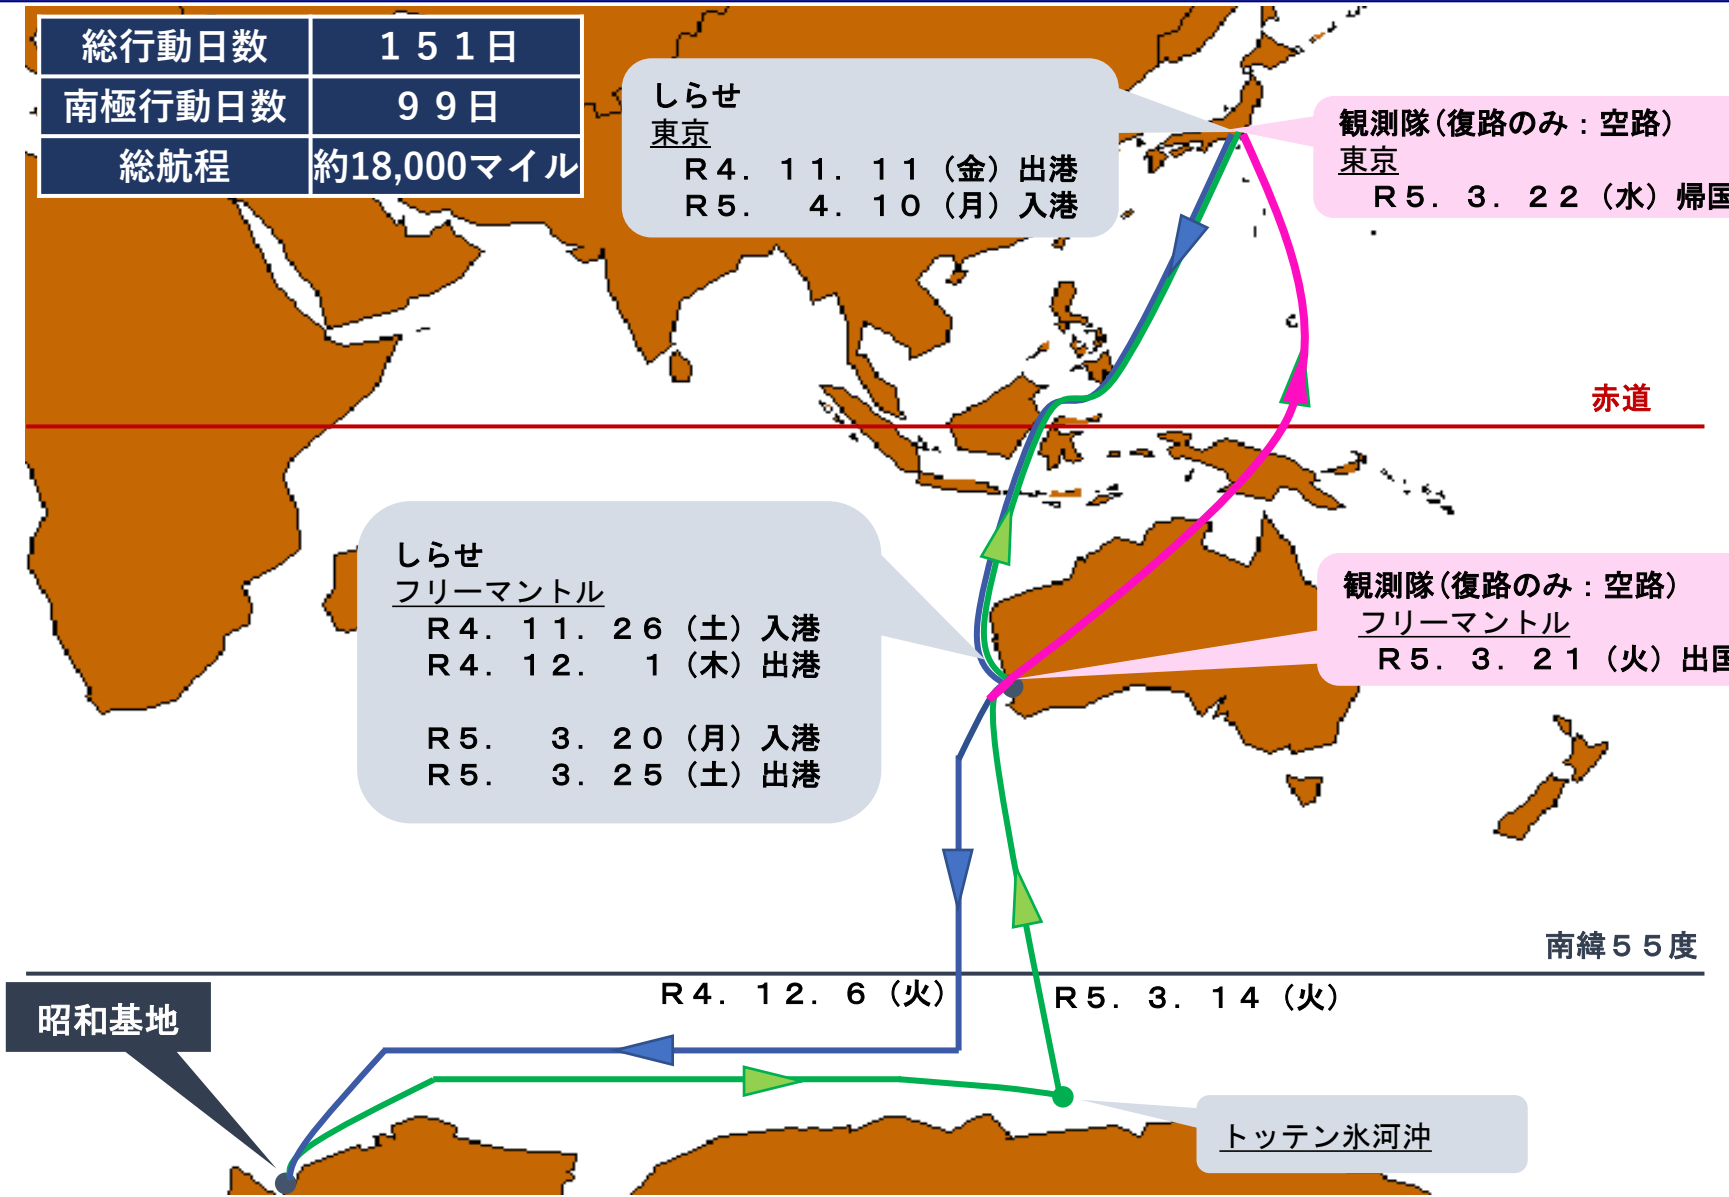 総行動日数 １５１日
南極行動日数 ９９日
総航程 約18,000マイル
しらせ
東京
Ｒ４．１１．１１（金）出港
Ｒ５．　４．１０（月）入港
観測隊（復路のみ：空路）
東京
Ｒ５．３．２２（水）帰国
赤道
しらせ
フリーマントル
Ｒ４．１１．２６（土）入港
Ｒ４．１２．　１（木）出港
Ｒ５．　３．２０（月）入港
Ｒ５．　３．２５（土）出港
観測隊（復路のみ：空路）
フリーマントル
Ｒ５．３．２１（火）出国
南緯５５度
Ｒ４．１２．６（火）
Ｒ５．３．１４（火）
昭和基地
トッテン氷河沖